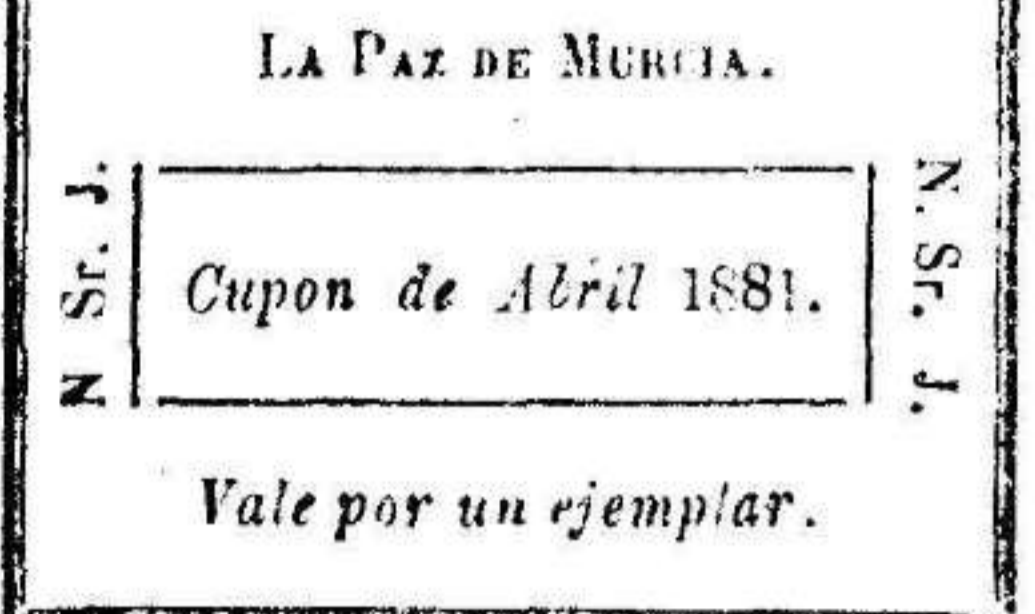 LA PAZ DE MURCIA.
N Sr. J.
Cupon de Abril 1881.
N. Sr. J.
Vale por un ejemplar.